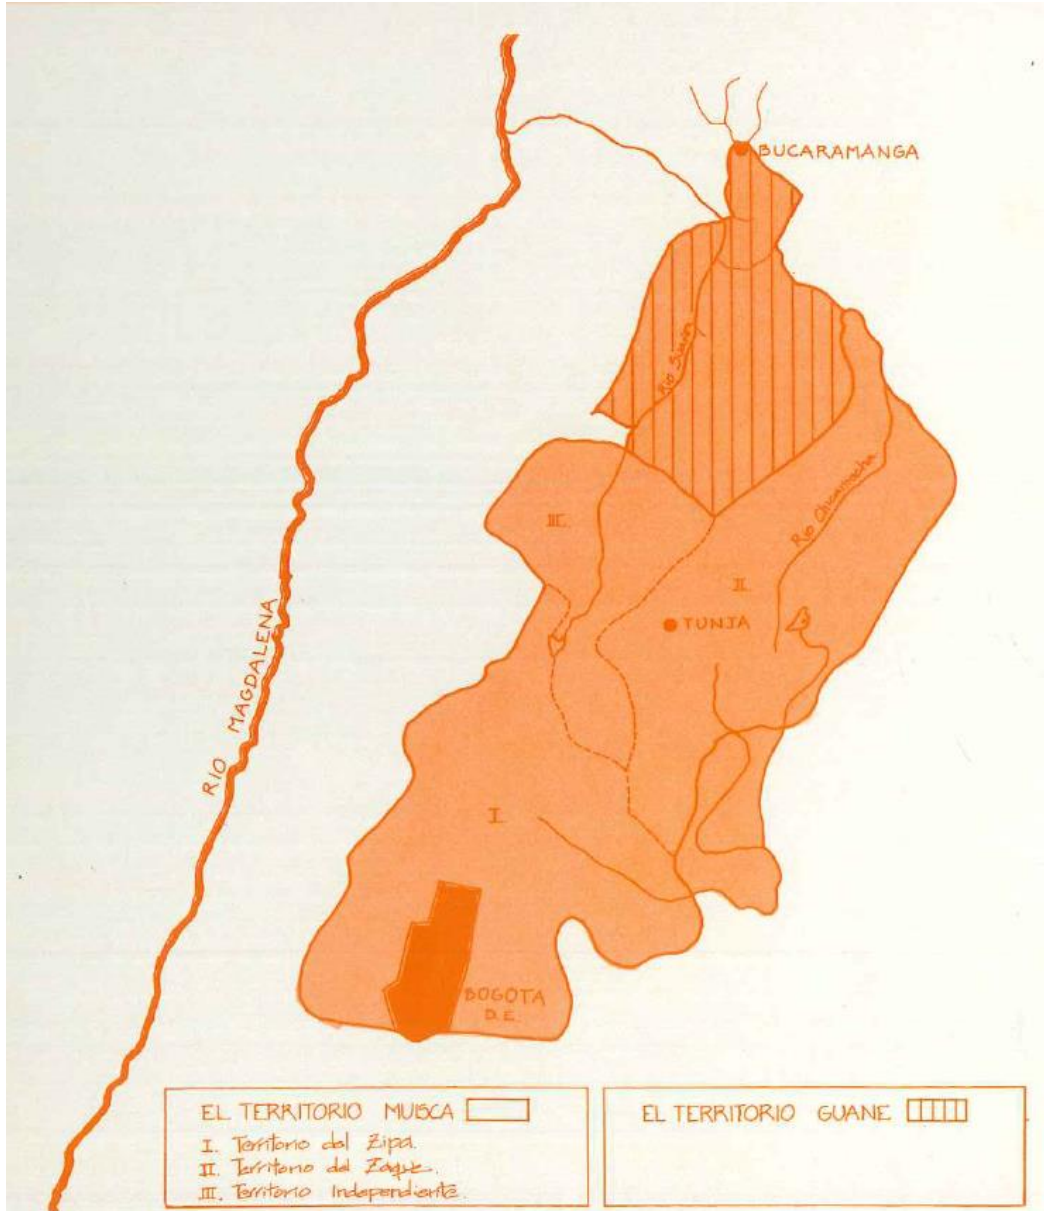 BUCARAMANGA
Rio Suarez
III.
Rio Chicamocha
II.
TUNJA
RIO MAGDALENA
I.
BOGOTA
D.E.
EL TERRITORIO MUISCA
I. Territorio del Zipa.
II. Territorio del Zaque.
III. Territorio Independiente.
EL TERRITORIO GUANE